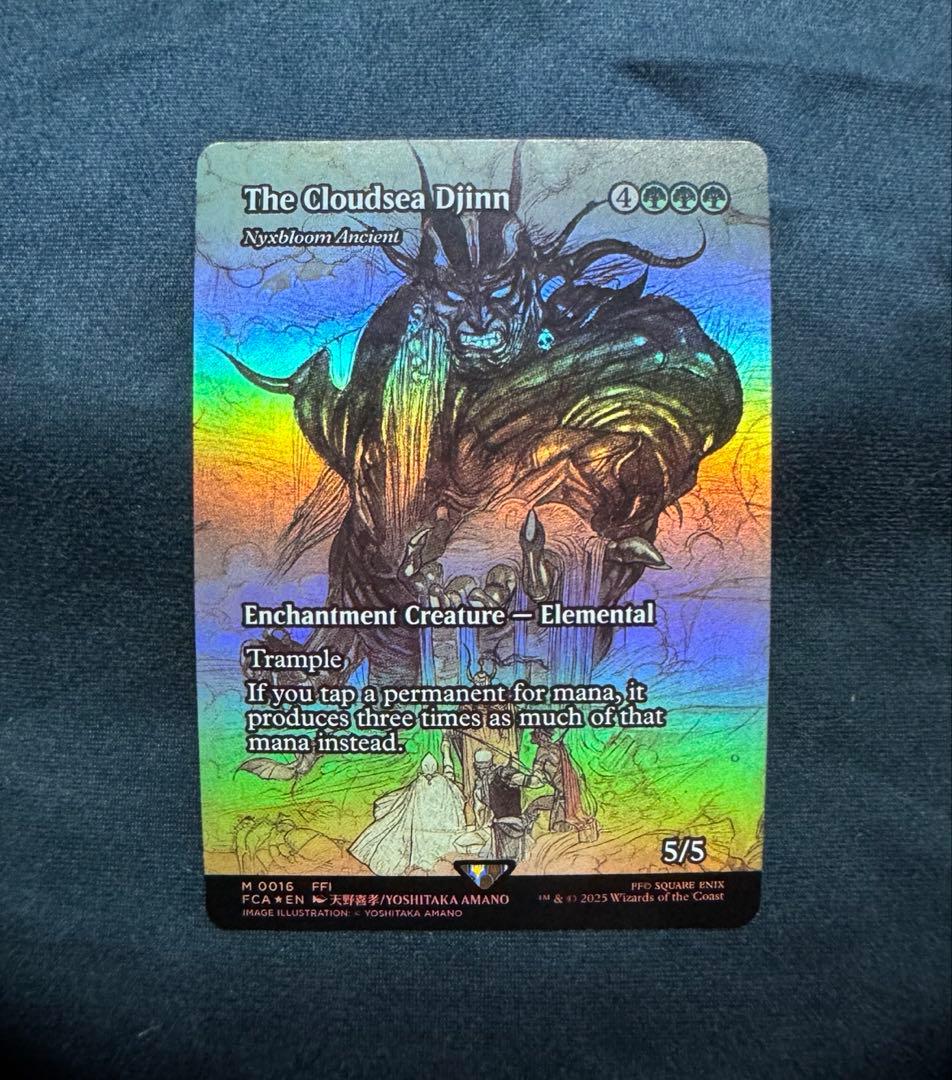 The Cloudsea Djinn 4
Nyxbloom Ancient
Enchantment Creature — Elemental
Trample
If you tap a permanent for mana, it
produces three times as much of that
mana instead.
5/5
M 0016 FFI
FCA★EN 天野喜孝/YOSHITAKA AMANO
IMAGE ILLUSTRATION: © YOSHITAKA AMANO
FF© SQUARE ENIX
™ & © 2025 Wizards of the Coast